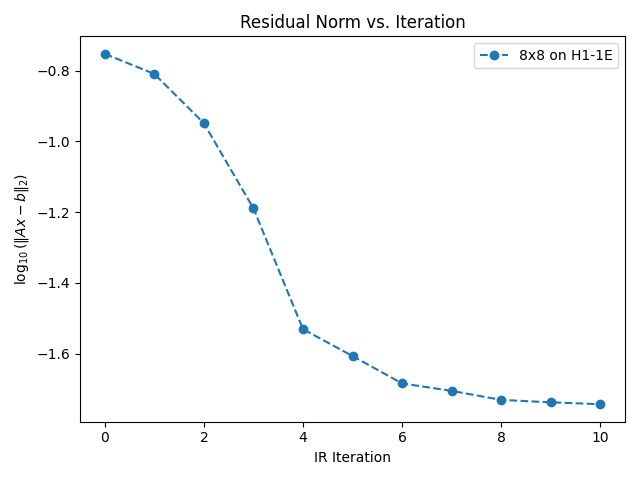 Residual Norm vs. Iteration
8x8 on H1-1E
log₁₀(‖Ax − b‖₂)
−0.8
−1.0
−1.2
−1.4
−1.6
0 2 4 6 8 10
IR Iteration